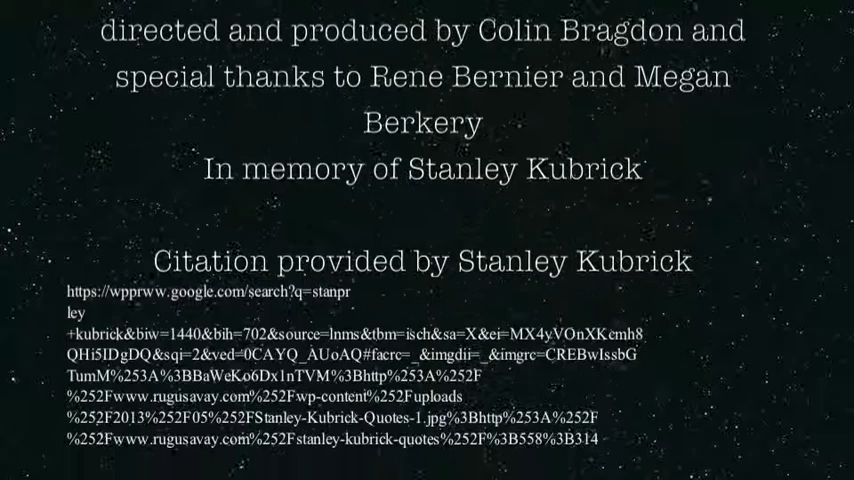 directed and produced by Colin Bragdon and
special thanks to Rene Bernier and Megan
Berkery
In memory of Stanley Kubrick
Citation provided by Stanley Kubrick
https://wpprww.google.com/search?q=stanpr
ley
+kubrick&biw=1440&bih=702&source=lnms&tbm=isch&sa=X&ei=MX4yVOnXKemh8
QHi5IDgDQ&sqi=2&ved=0CAYQ_AUoAQ#facrc=_&imgdii=_&imgrc=CREBwIssbG
TumM%253A%3BBaWeKo6Dx1nTVM%3Bhttp%253A%252F
%252Fwww.rugusavay.com%252Fwp-content%252Fuploads
%252F2013%252F05%252FStanley-Kubrick-Quotes-1.jpg%3Bhttp%253A%252F
%252Fwww.rugusavay.com%252Fstanley-kubrick-quotes%252F%3B558%3B314